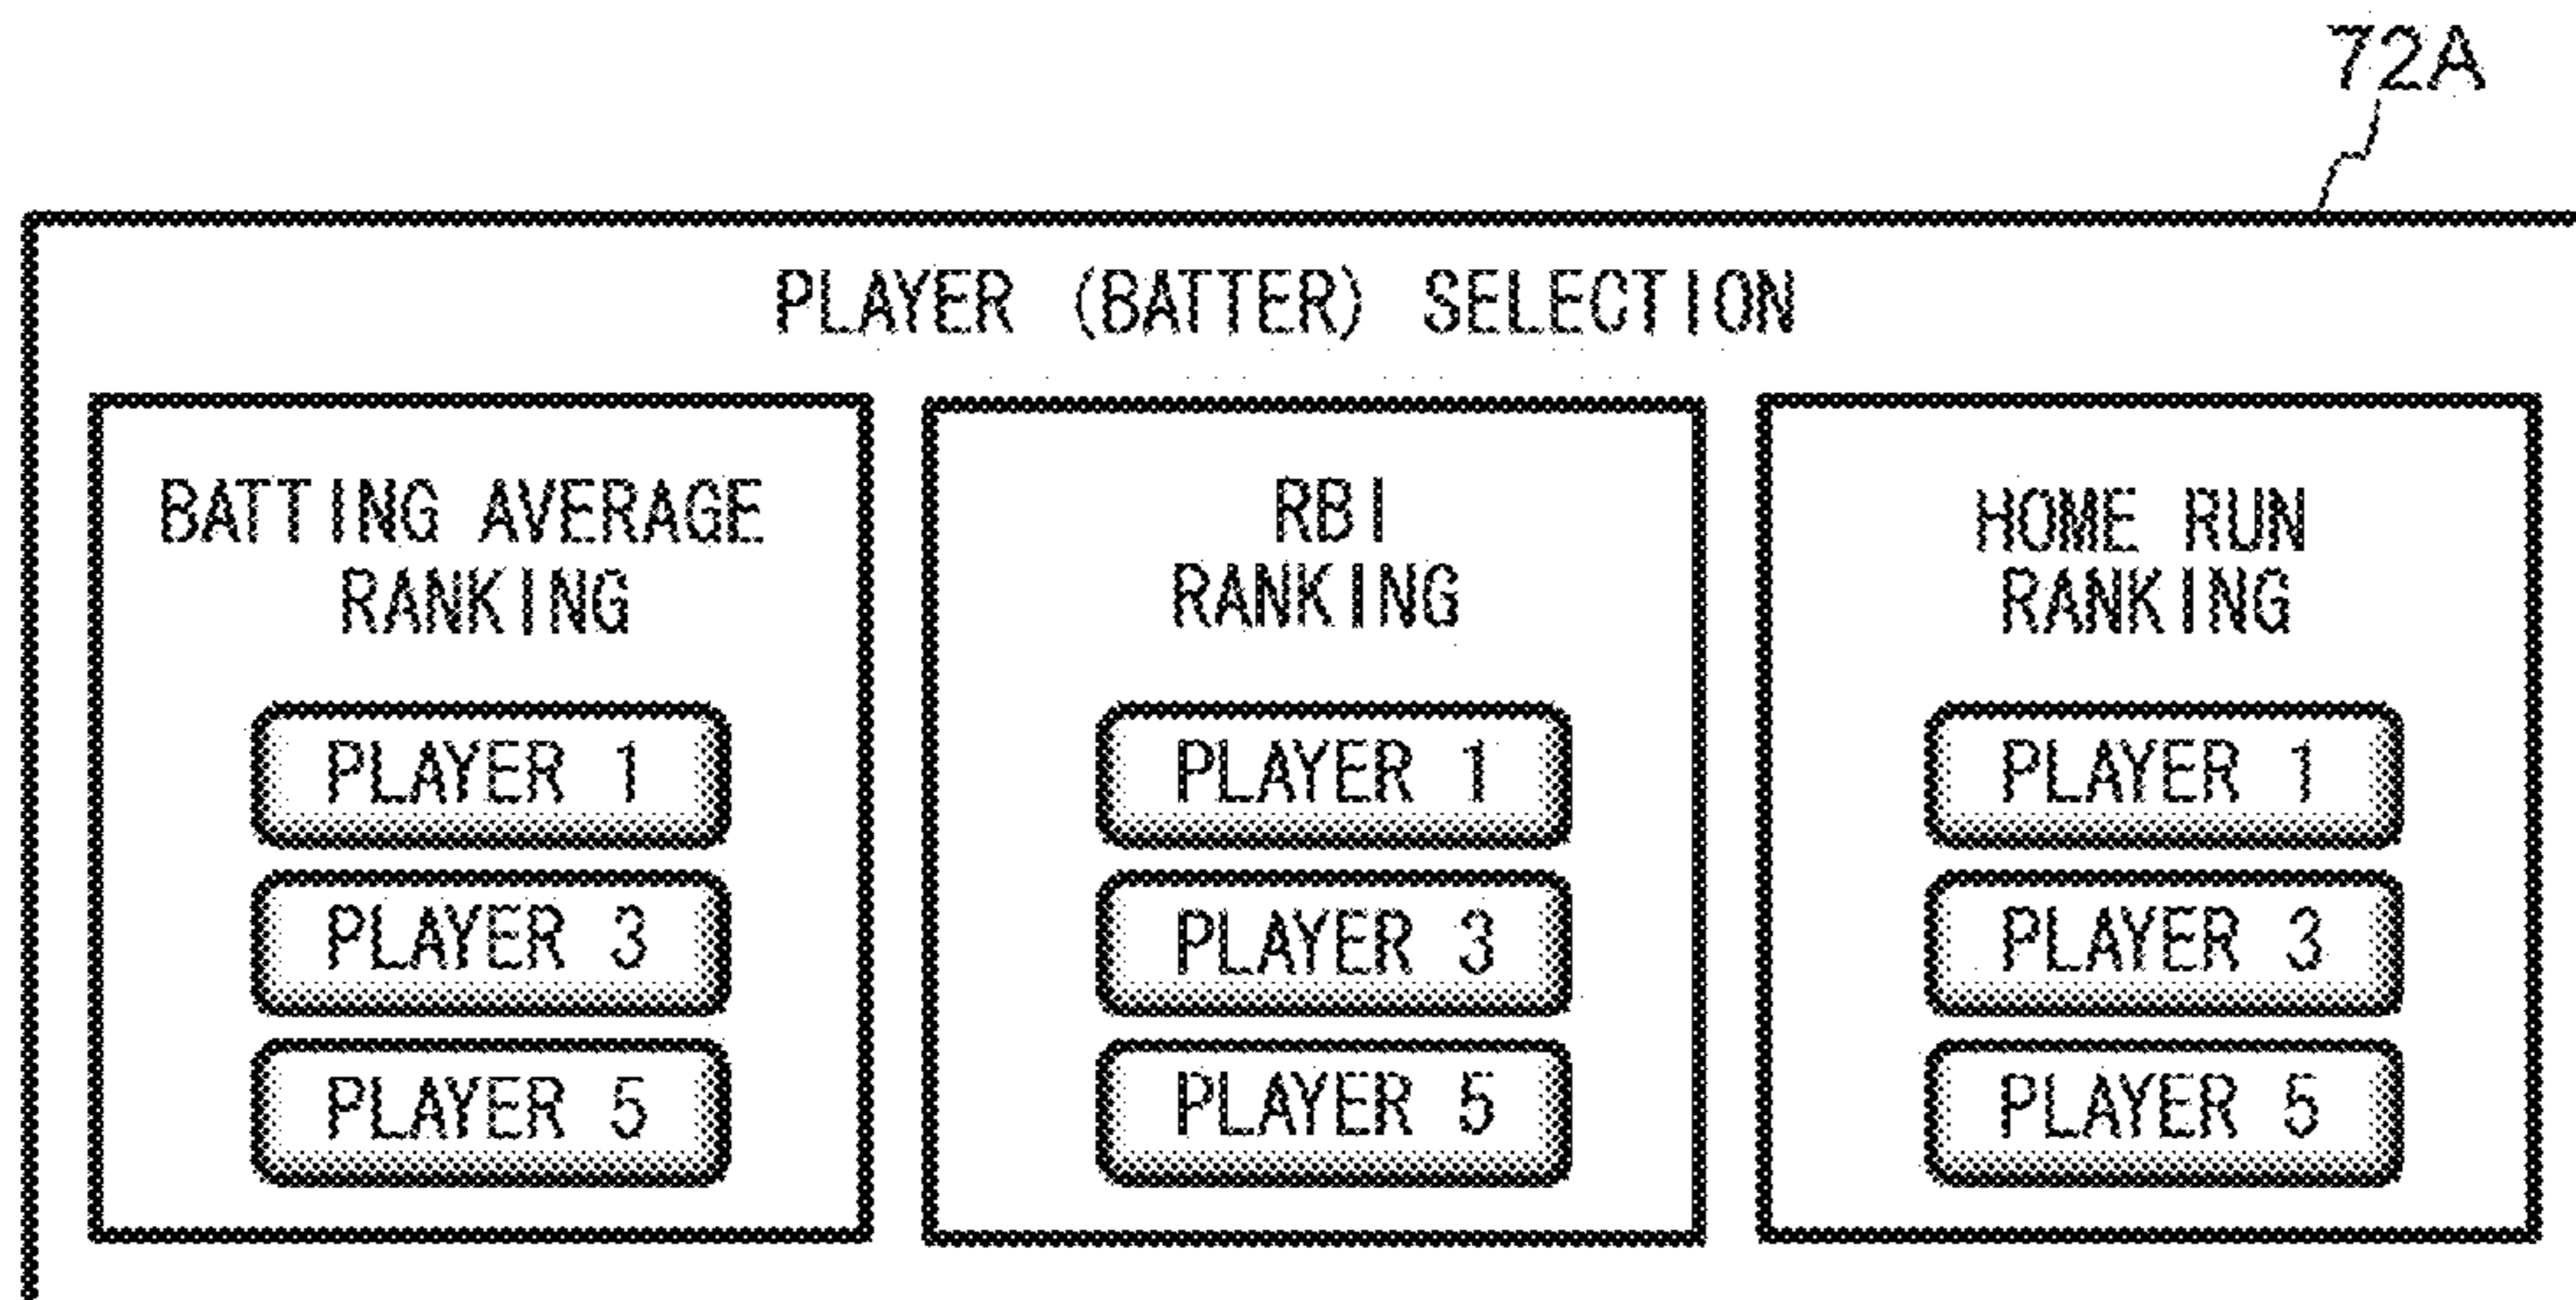 72A
PLAYER (BATTER) SELECTION
BATTING AVERAGE
RANKING
PLAYER 1
PLAYER 3
PLAYER 5
RBI
RANKING
PLAYER 1
PLAYER 3
PLAYER 5
HOME RUN
RANKING
PLAYER 1
PLAYER 3
PLAYER 5